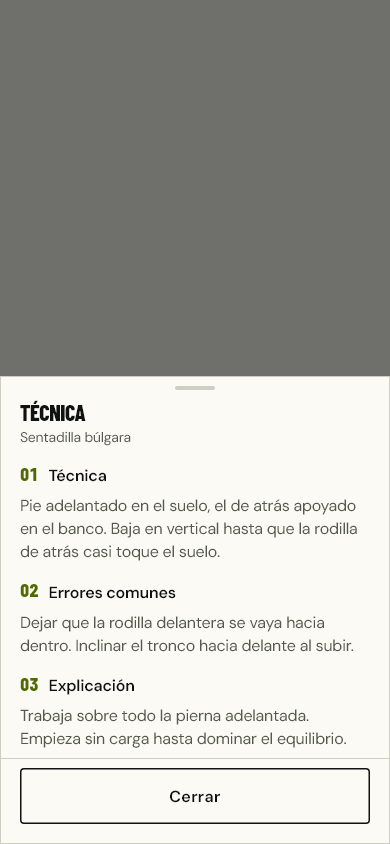 TÉCNICA
Sentadilla búlgara
01 Técnica
Pie adelantado en el suelo, el de atrás apoyado
en el banco. Baja en vertical hasta que la rodilla
de atrás casi toque el suelo.
02 Errores comunes
Dejar que la rodilla delantera se vaya hacia
dentro. Inclinar el tronco hacia delante al subir.
03 Explicación
Trabaja sobre todo la pierna adelantada.
Empieza sin carga hasta dominar el equilibrio.
Cerrar